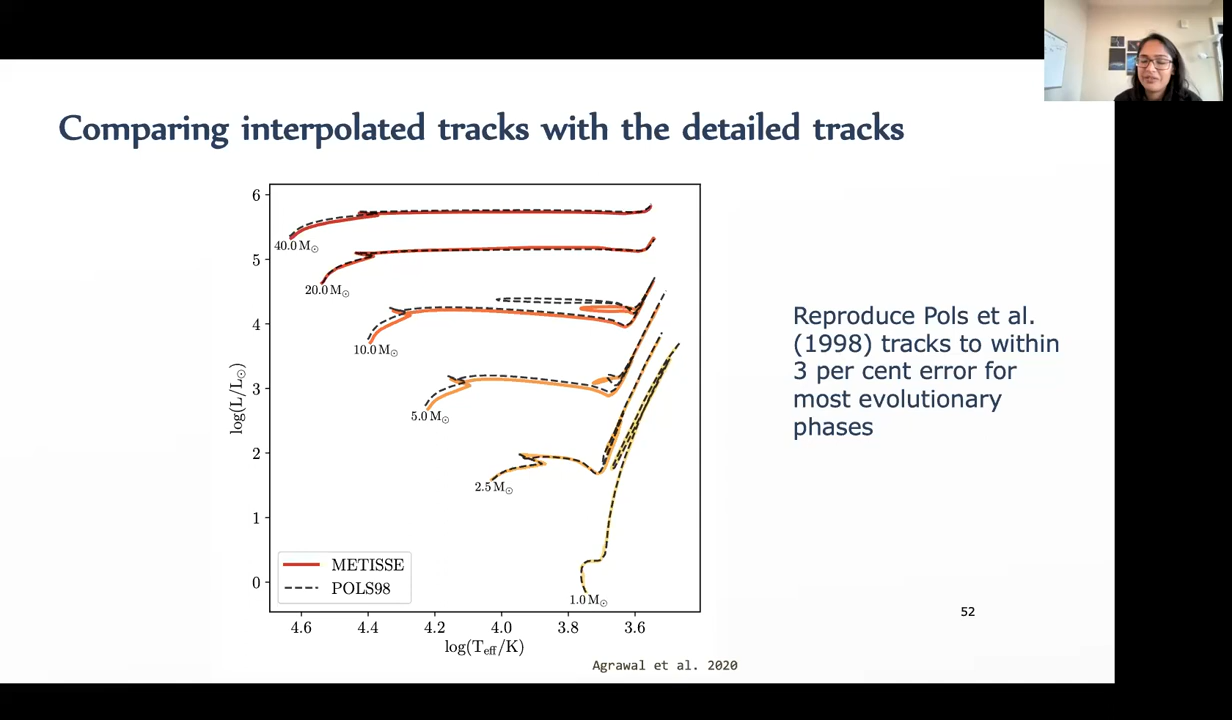 Comparing interpolated tracks with the detailed tracks
6
5
4
3
2
1
0
log(L/L☉)
40.0 M☉
20.0 M☉
10.0 M☉
5.0 M☉
2.5 M☉
1.0 M☉
METISSE
POLS98
4.6 4.4 4.2 4.0 3.8 3.6
log(Teff/K)
Reproduce Pols et al.
(1998) tracks to within
3 per cent error for
most evolutionary
phases
52
Agrawal et al. 2020